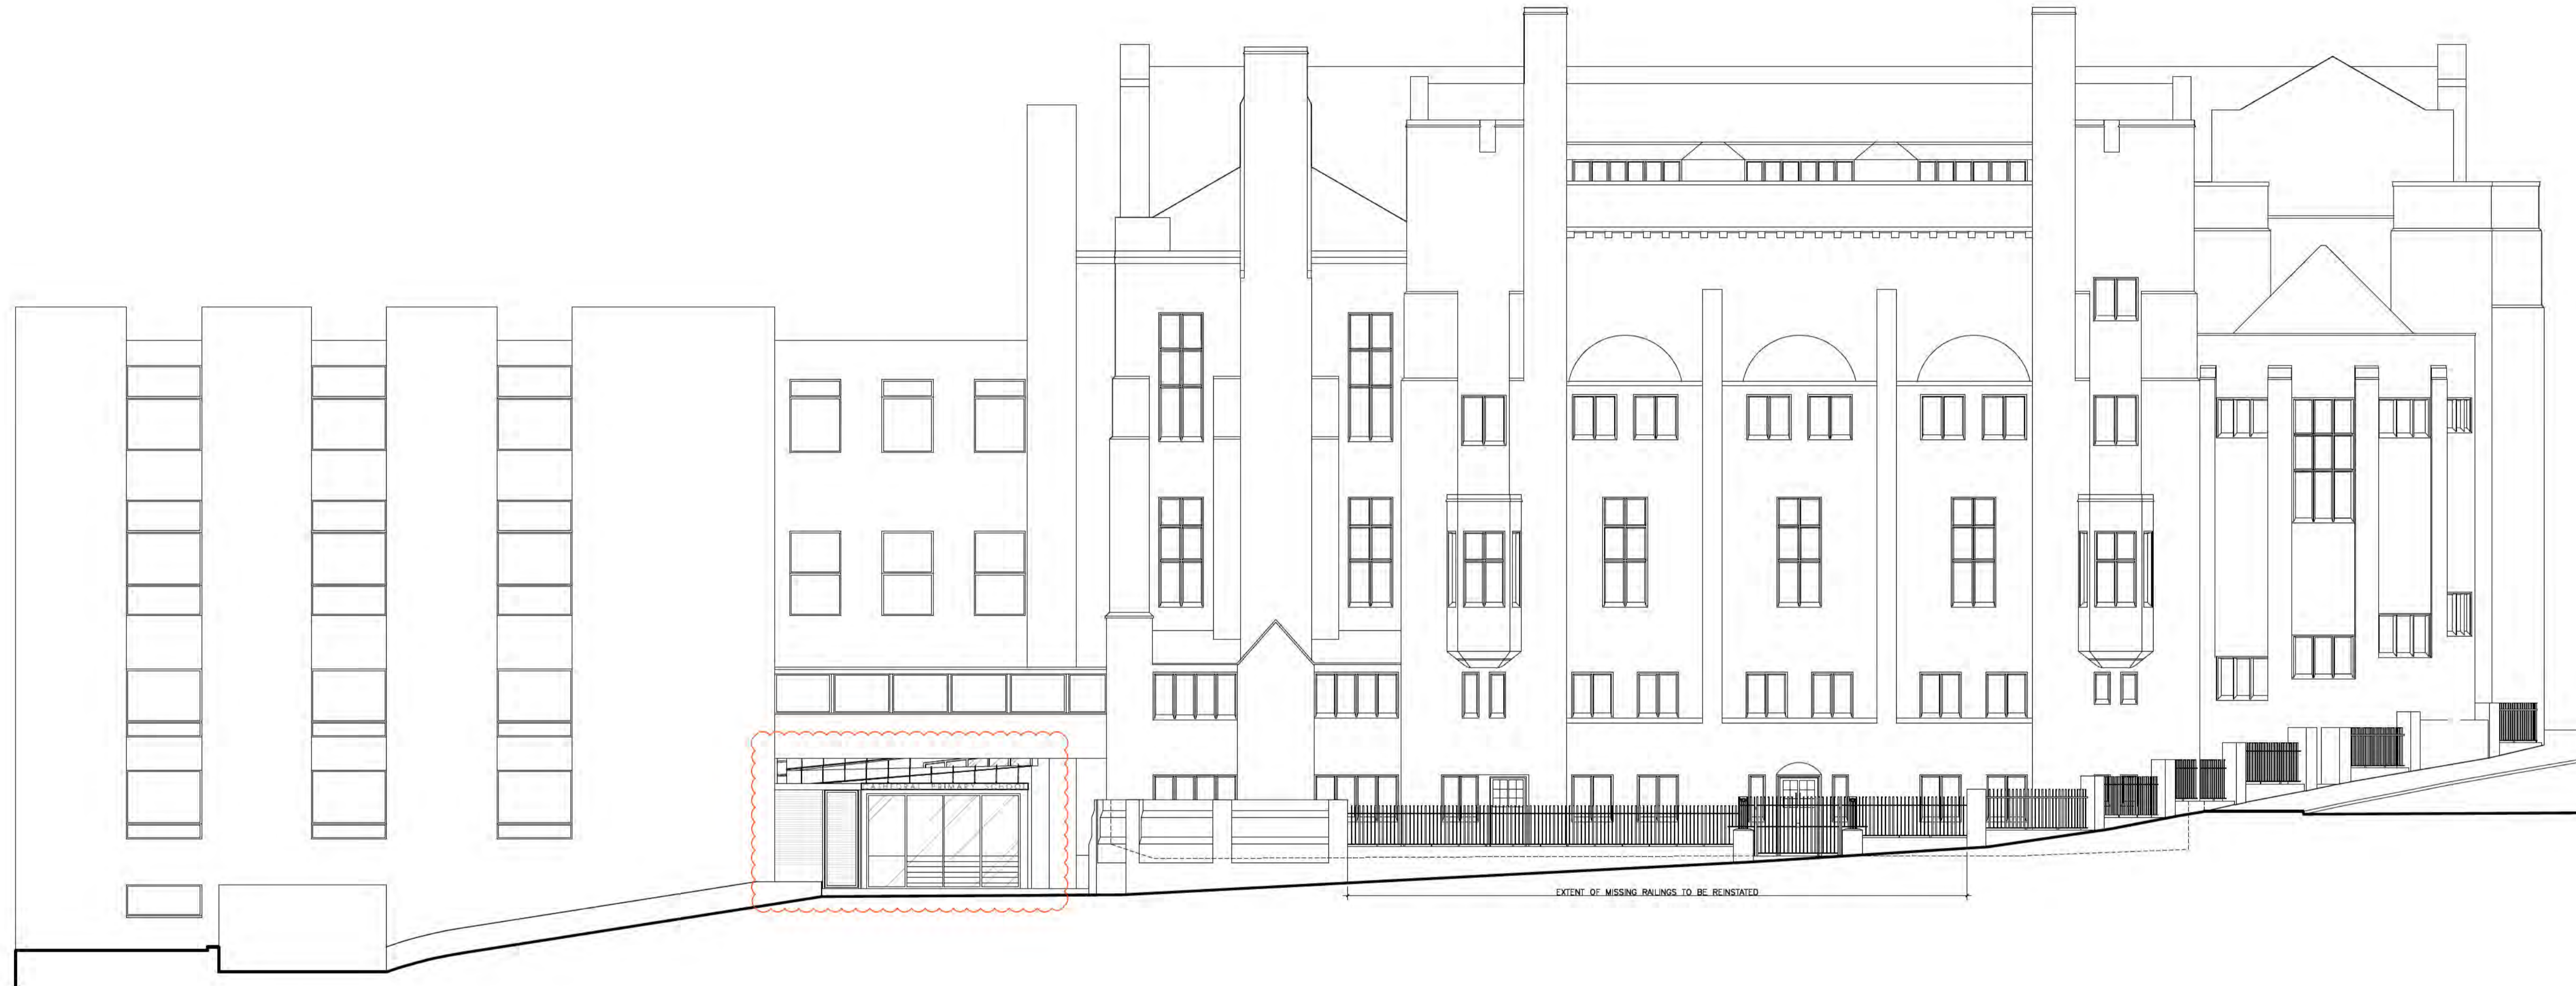 CATHEDRAL PRIMARY SCHOOL
EXTENT OF MISSING RAILINGS TO BE REINSTATED